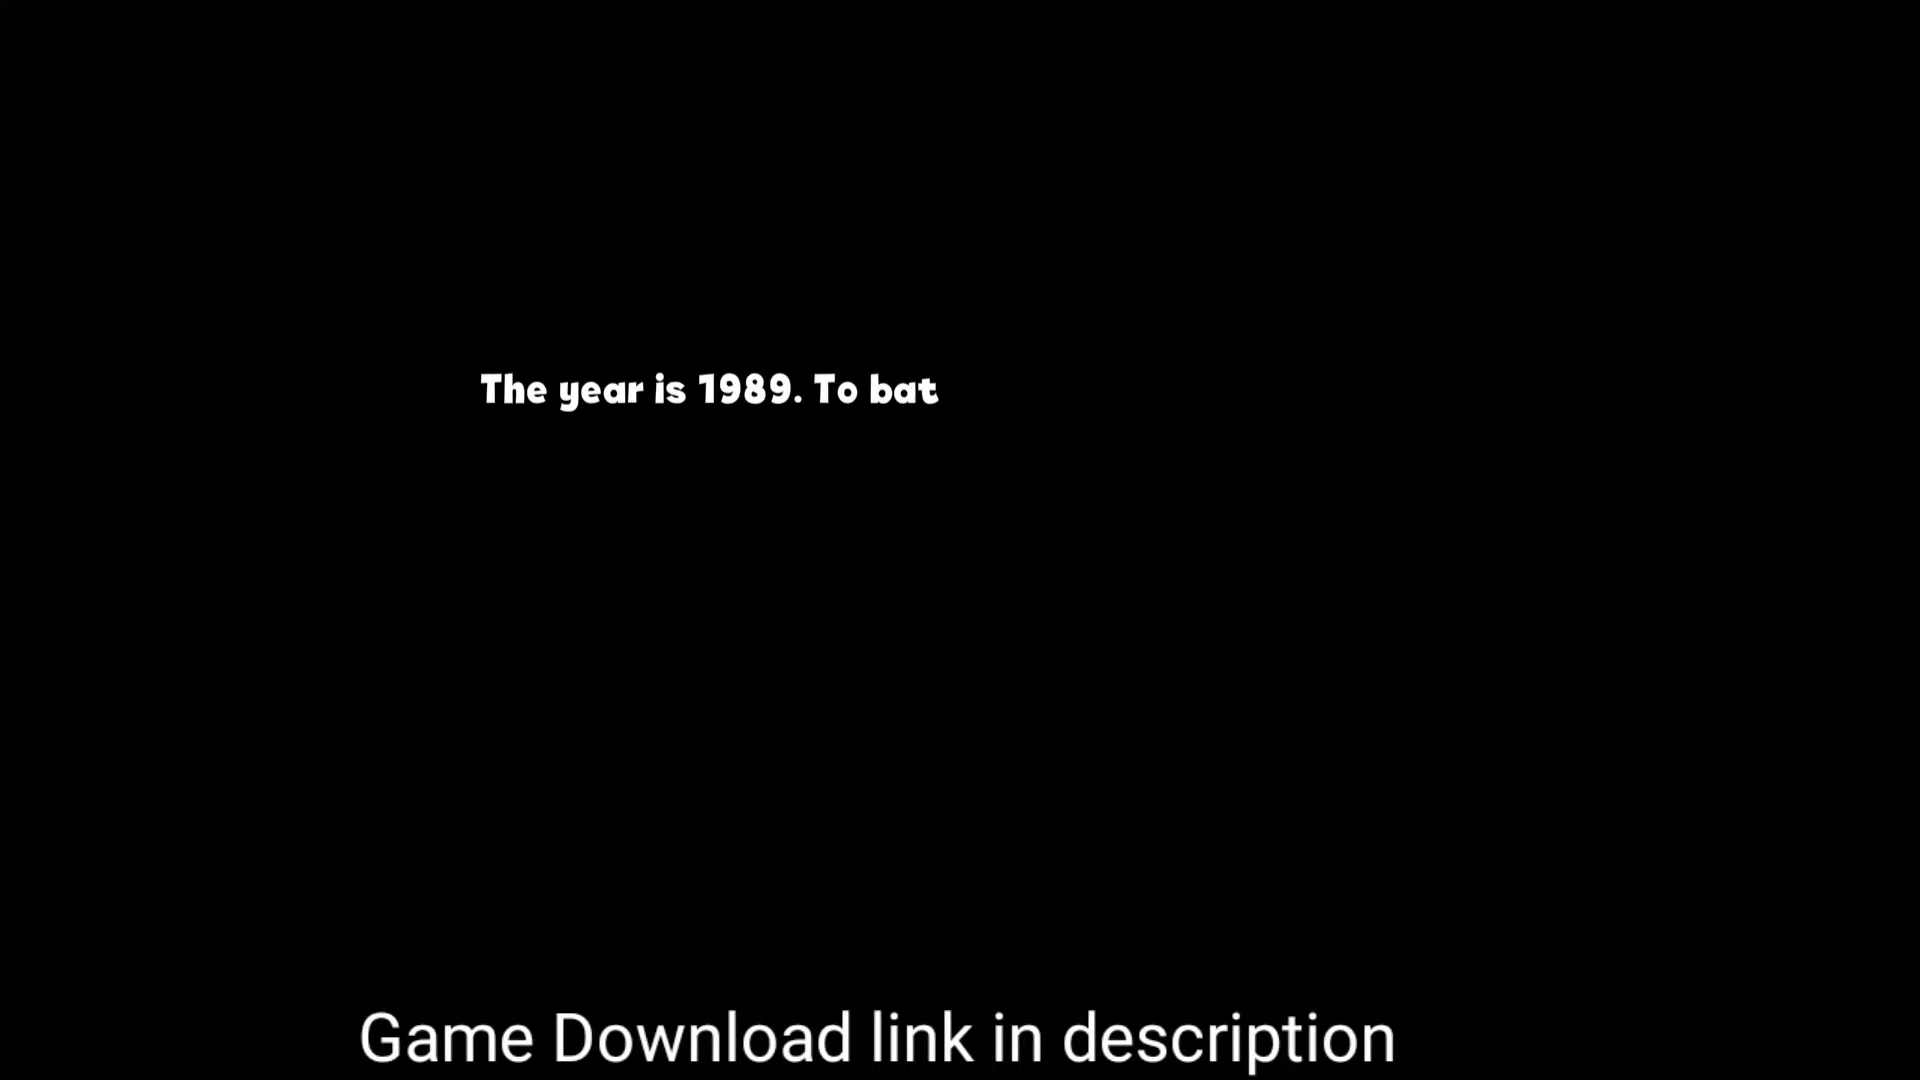 The year is 1989. To bat
Game Download link in description